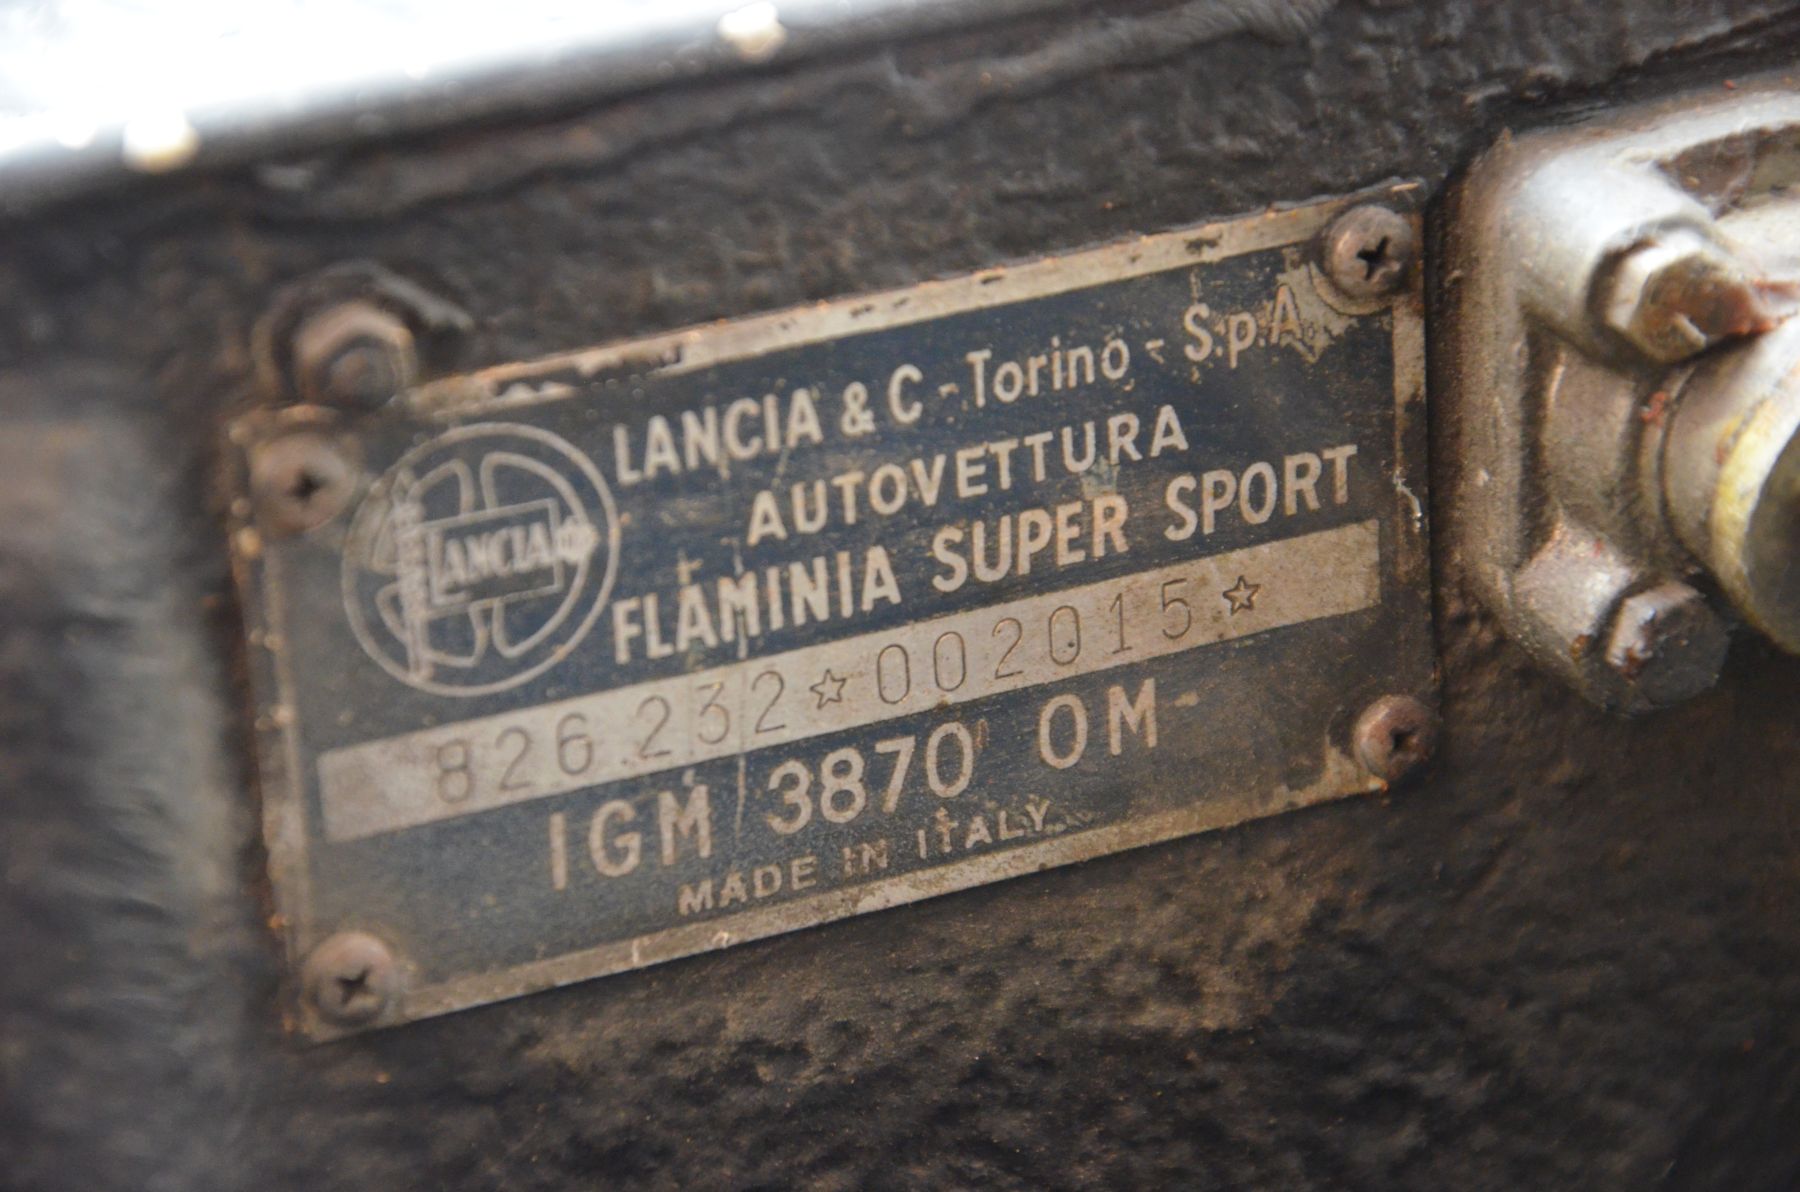 LANCIA
LANCIA & C - Torino - S.p.A.
AUTOVETTURA
FLAMINIA SUPER SPORT
826.232☆002015☆
IGM 3870 OM
MADE IN ITALY